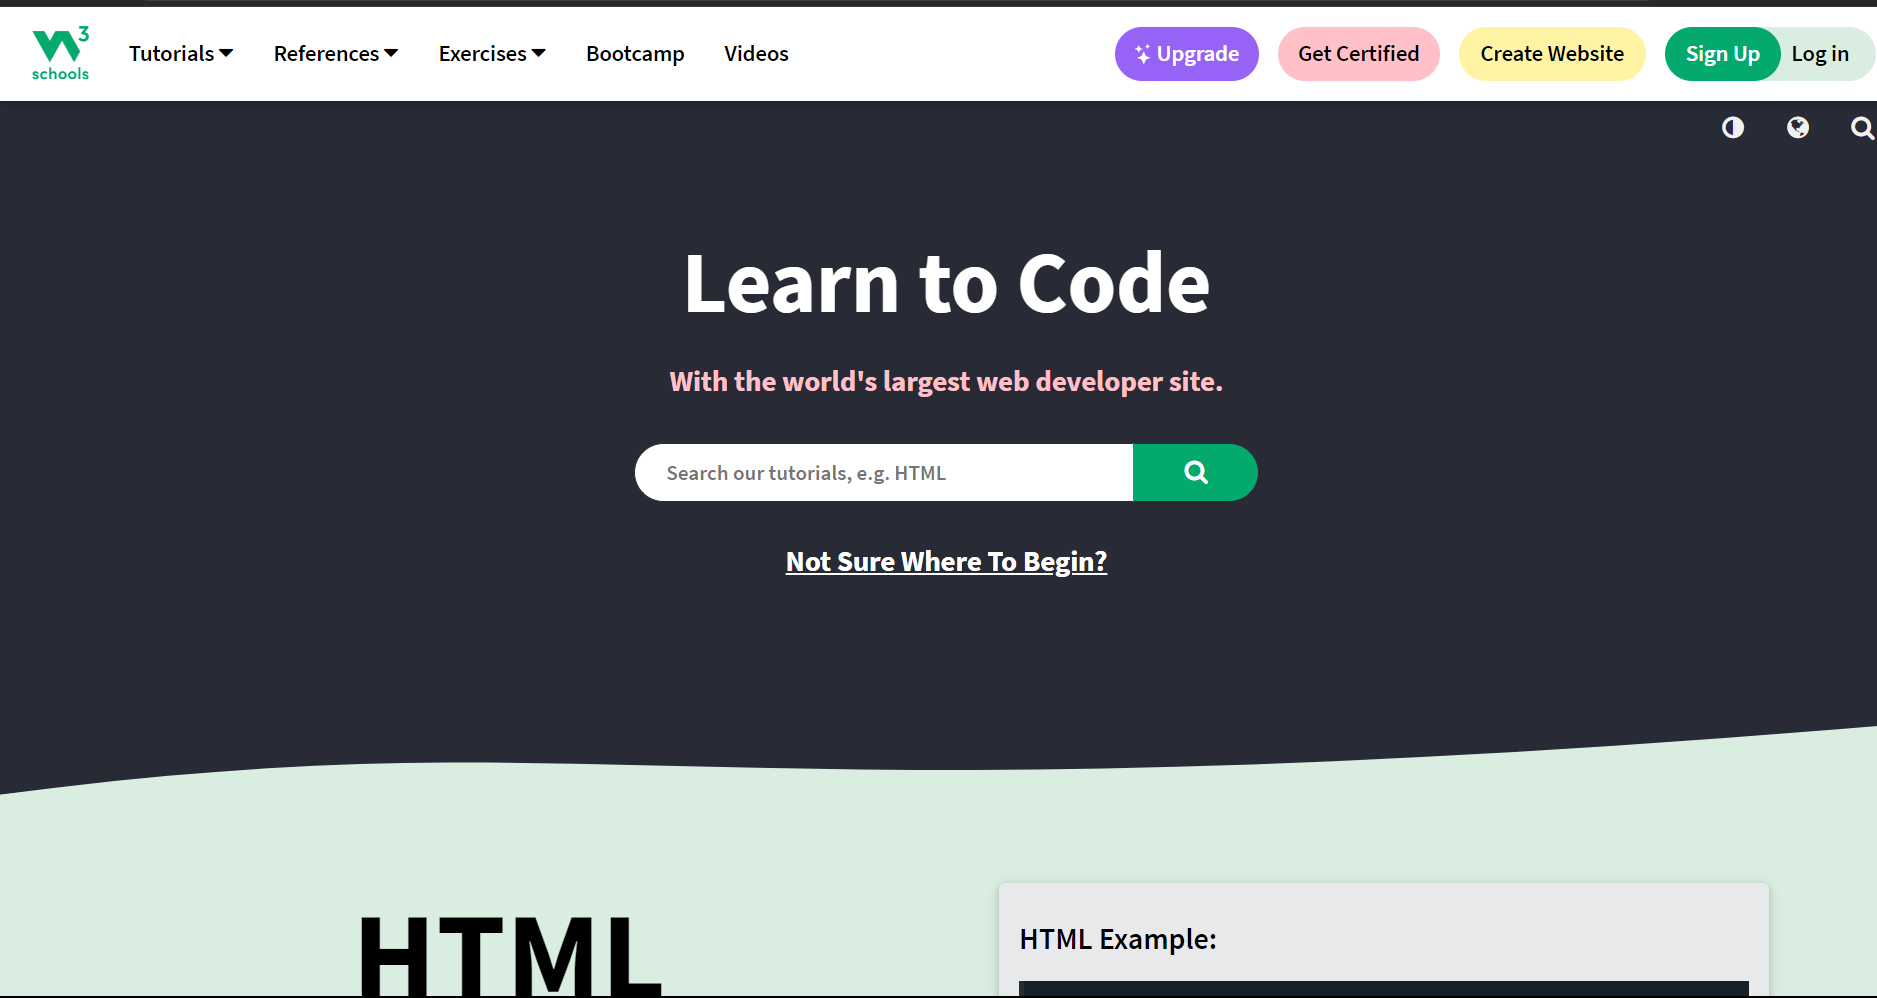 W3
schools
Tutorials
References
Exercises
Bootcamp
Videos
Upgrade
Get Certified
Create Website
Sign Up
Log in
Learn to Code
With the world's largest web developer site.
Search our tutorials, e.g. HTML
Not Sure Where To Begin?
HTML
HTML Example: